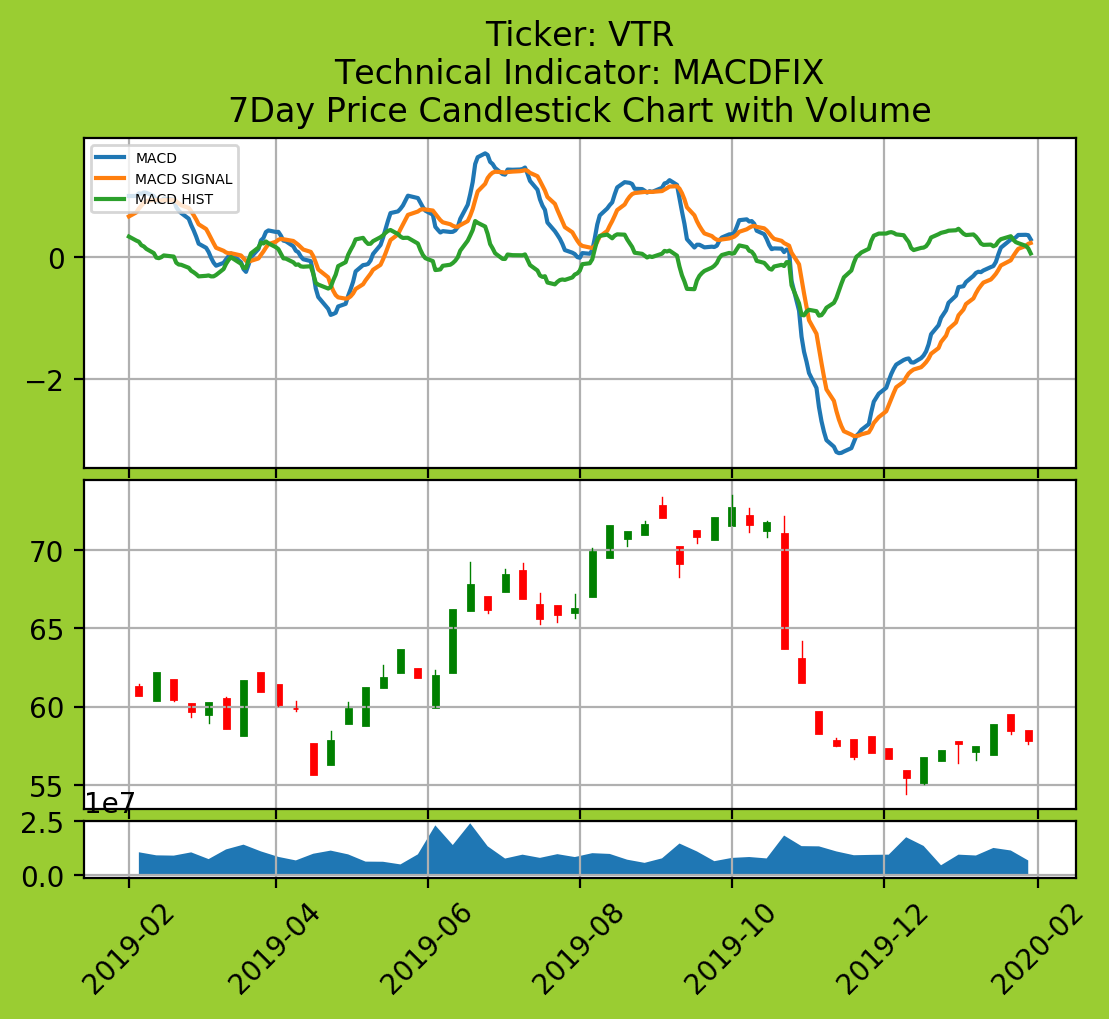 Ticker: VTR
Technical Indicator: MACDFIX
7Day Price Candlestick Chart with Volume
MACD
MACD SIGNAL
MACD HIST
0
−2
70
65
60
55
1e7
2.5
0.0
2019-02
2019-04
2019-06
2019-08
2019-10
2019-12
2020-02